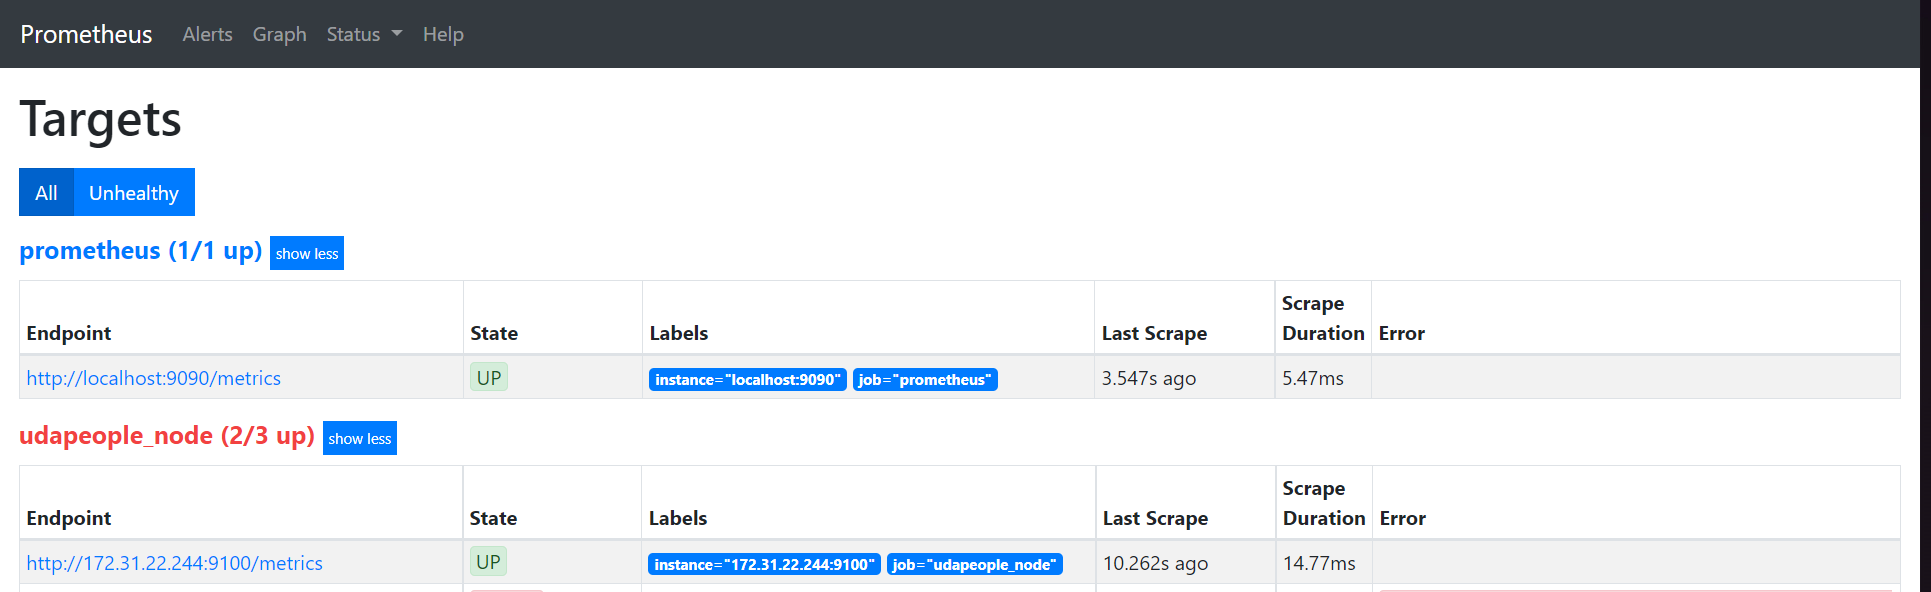 Prometheus Alerts Graph Status Help
Targets
All Unhealthy
prometheus (1/1 up) show less
Endpoint State Labels Last Scrape Scrape Duration Error
http://localhost:9090/metrics UP instance="localhost:9090" job="prometheus" 3.547s ago 5.47ms
udapeople_node (2/3 up) show less
Endpoint State Labels Last Scrape Scrape Duration Error
http://172.31.22.244:9100/metrics UP instance="172.31.22.244:9100" job="udapeople_node" 10.262s ago 14.77ms